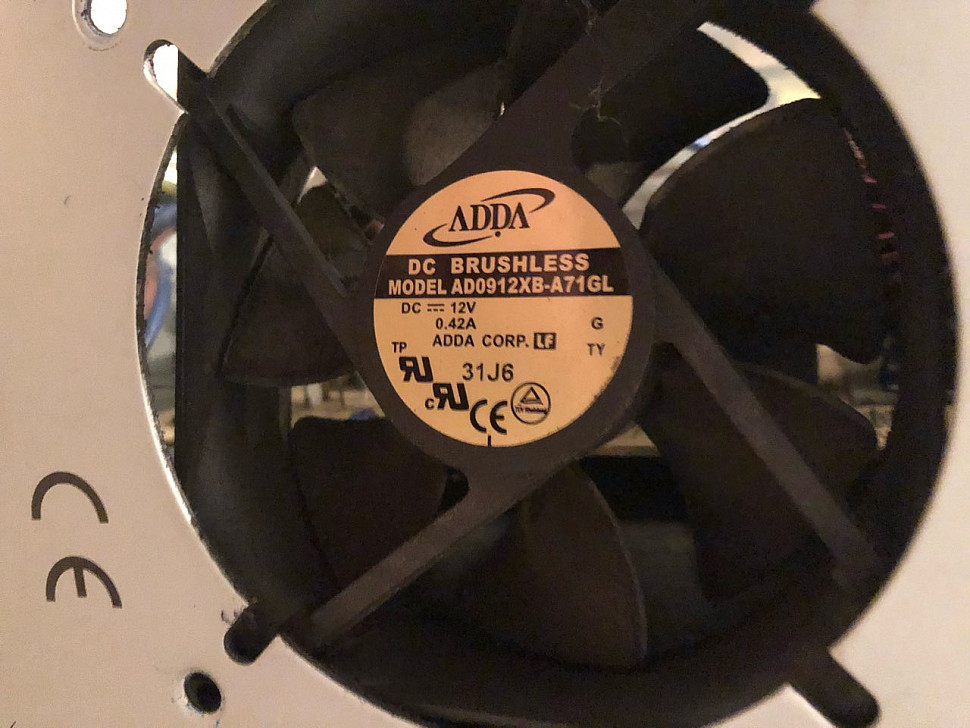 ADDA
DC BRUSHLESS
MODEL AD0912XB-A71GL
DC 12V
0.42A
G
ADDA CORP. LF
TY
TP
31J6
C
CE
CE